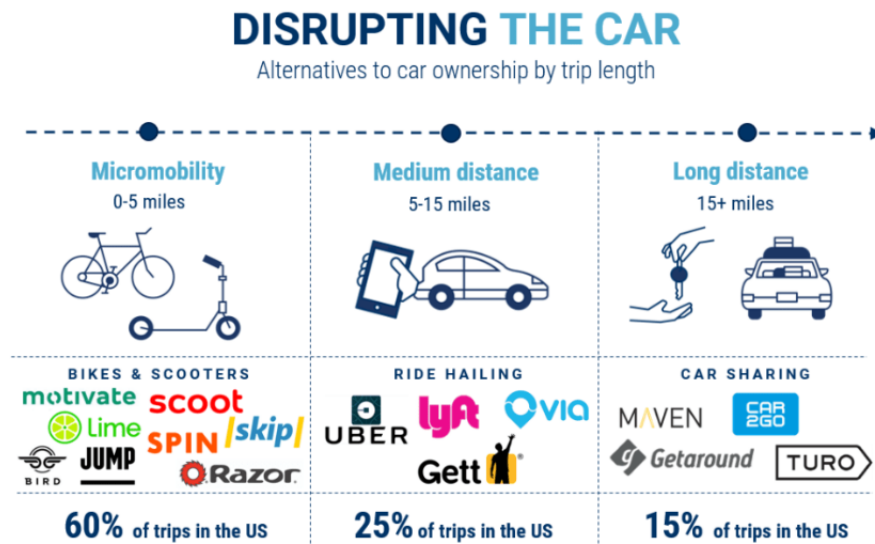 DISRUPTING THE CAR
Alternatives to car ownership by trip length
Micromobility
0-5 miles
Medium distance
5-15 miles
Long distance
15+ miles
BIKES & SCOOTERS
motivate
scoot
Lime
SPIN
/skip/
BIRD
JUMP
Razor.
RIDE HAILING
UBER
lyft
VIA
Gett®
CAR SHARING
MAVEN
CAR2GO
Getaround
TURO
60% of trips in the US
25% of trips in the US
15% of trips in the US